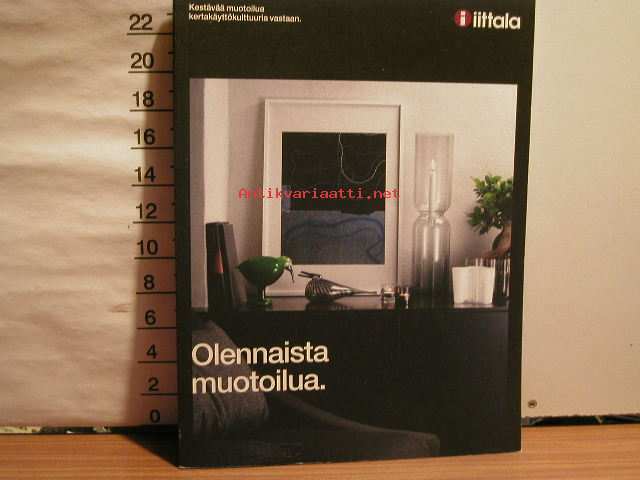 Kestävää muotoilua
kertakäyttökulttuuria vastaan.
i iittala
22
20
18
16
14
12
10
8
6
4
2
0
Antikvariaatti.net
Olennaista
muotoilua.